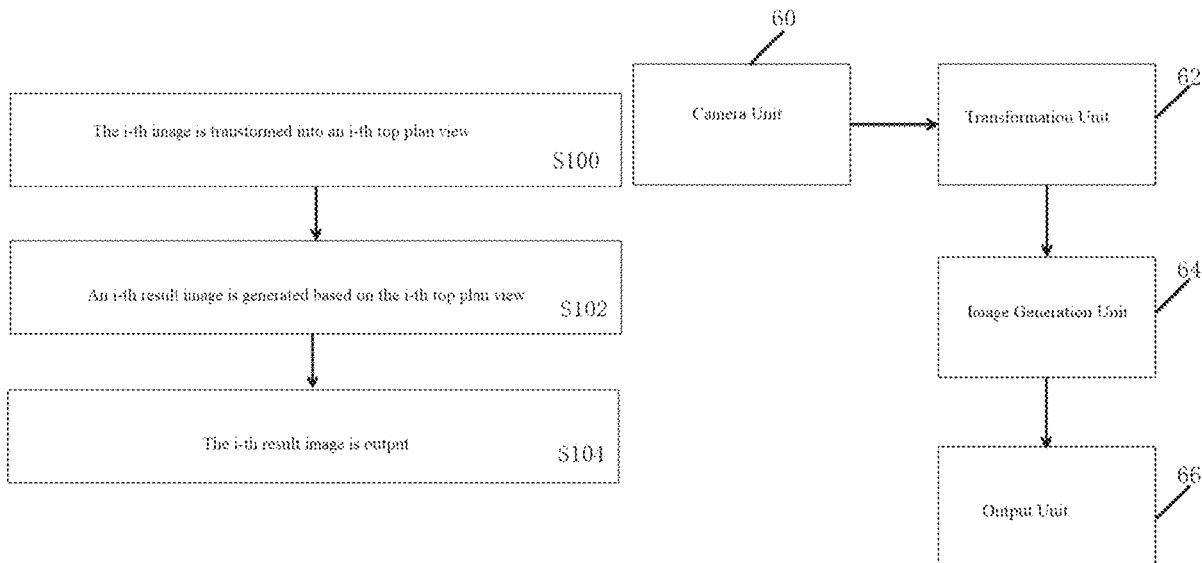 The i-th image is transformed into an i-th top plan view
S100
An i-th result image is generated based on the i-th top plan view
S102
The i-th result image is output
S104
60
Camera Unit
62
Transformation Unit
64
Image Generation Unit
66
Output Unit